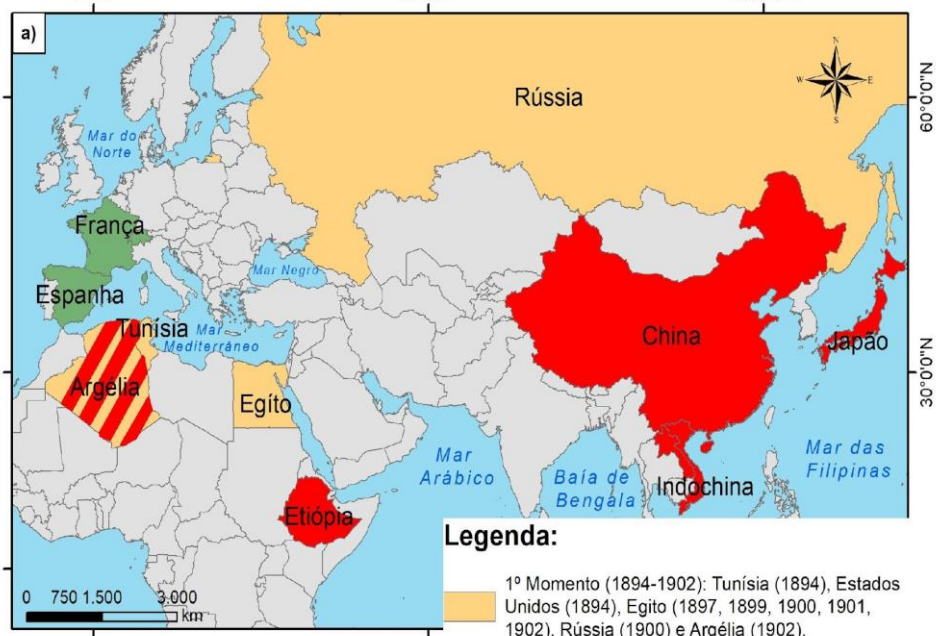 a)
N
W
E
S
60°0'0"N
Rússia
Mar do
Norte
França
Mar Negro
Espanha
Tunísia
Mar
Mediterrâneo
China
Japão
Argélia
30°0'0"N
Egíto
Mar
Arábico
Baía de
Bengala
Mar das
Filipinas
Indochina
Etiópia
Legenda:
0 750 1.500 3.000
km
1º Momento (1894-1902): Tunísia (1894), Estados
Unidos (1894), Egito (1897, 1899, 1900, 1901,
1902), Rússia (1900) e Argélia (1902).